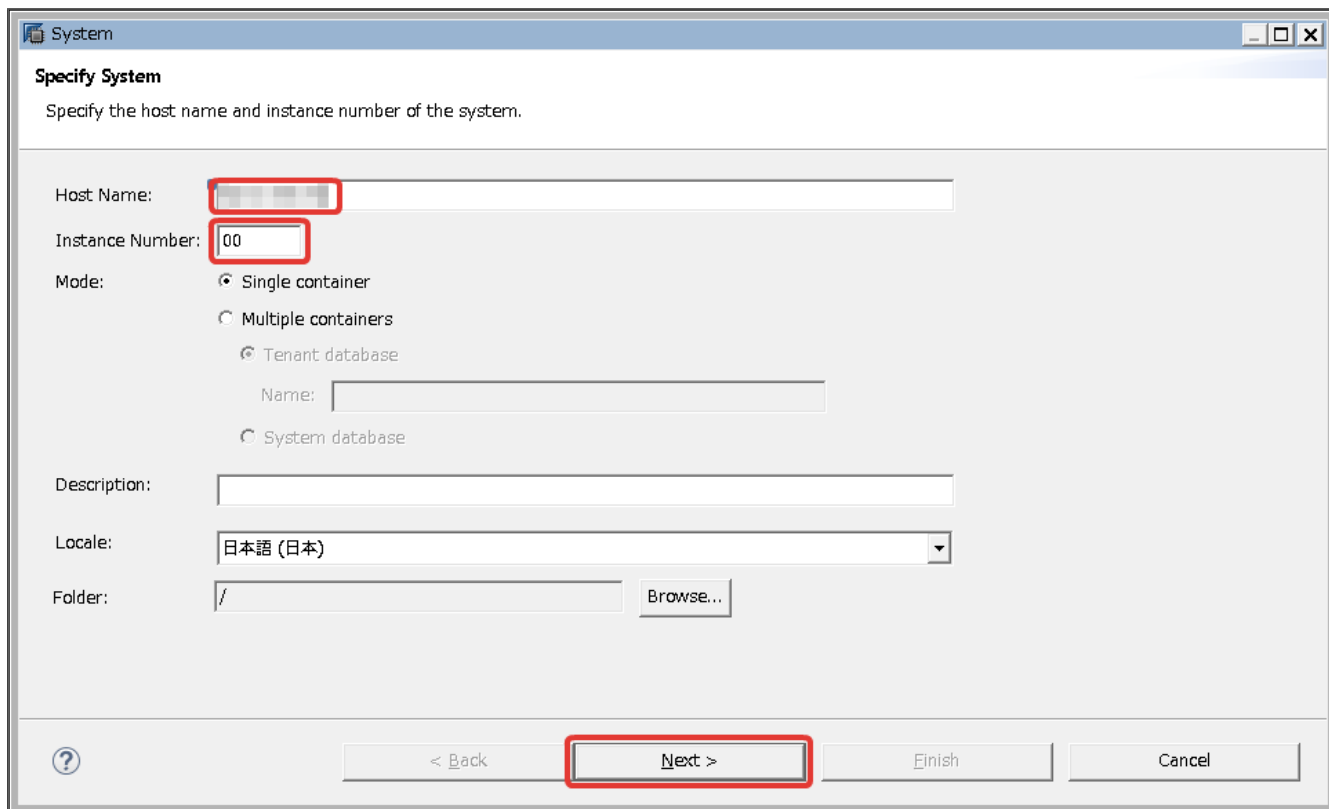 System
Specify System
Specify the host name and instance number of the system.
Host Name:
Instance Number: 00
Mode: Single container
Multiple containers
Tenant database
Name:
System database
Description:
Locale: 日本語 (日本)
Folder: / Browse...
? < Back Next > Finish Cancel